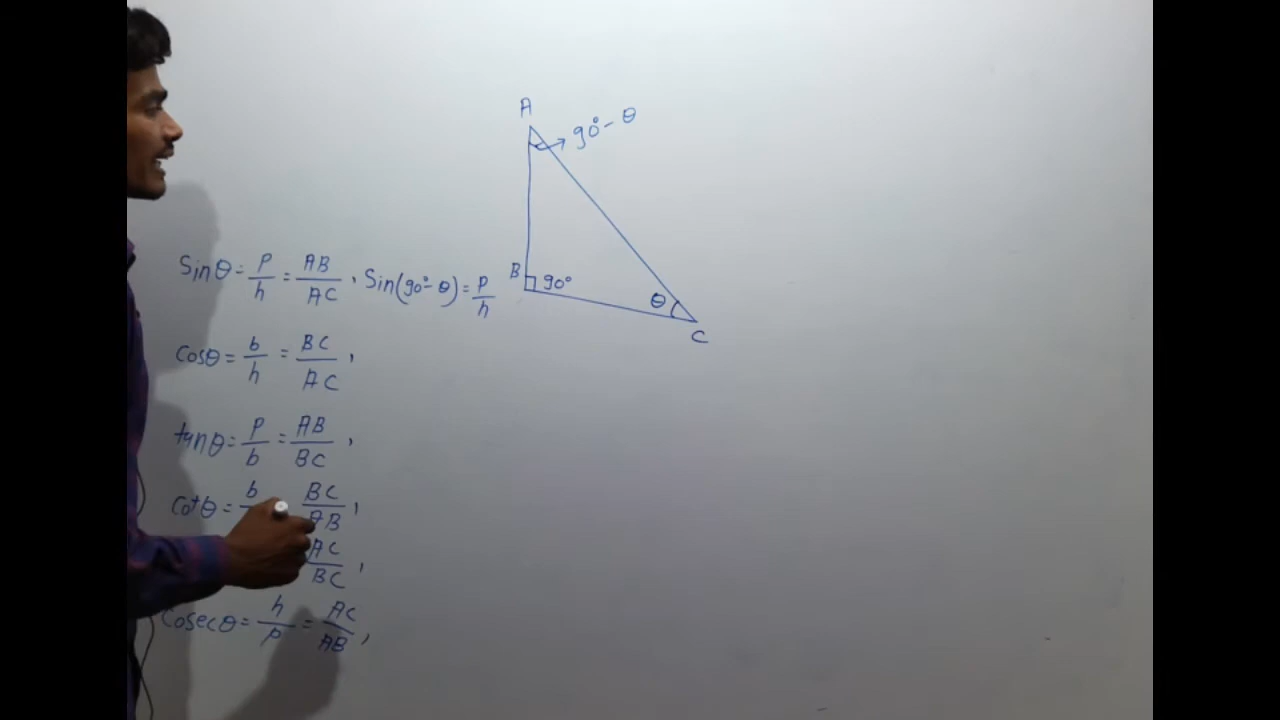 A
90° - θ
B
90°
θ
C
Sinθ = P/h = AB/AC , Sin(90° - θ) = P/h
Cosθ = b/h = BC/AC ,
tanθ = P/b = AB/BC ,
Cotθ = b BC/AB ,
AC/BC ,
Cosecθ = h/P = AC/AB ,